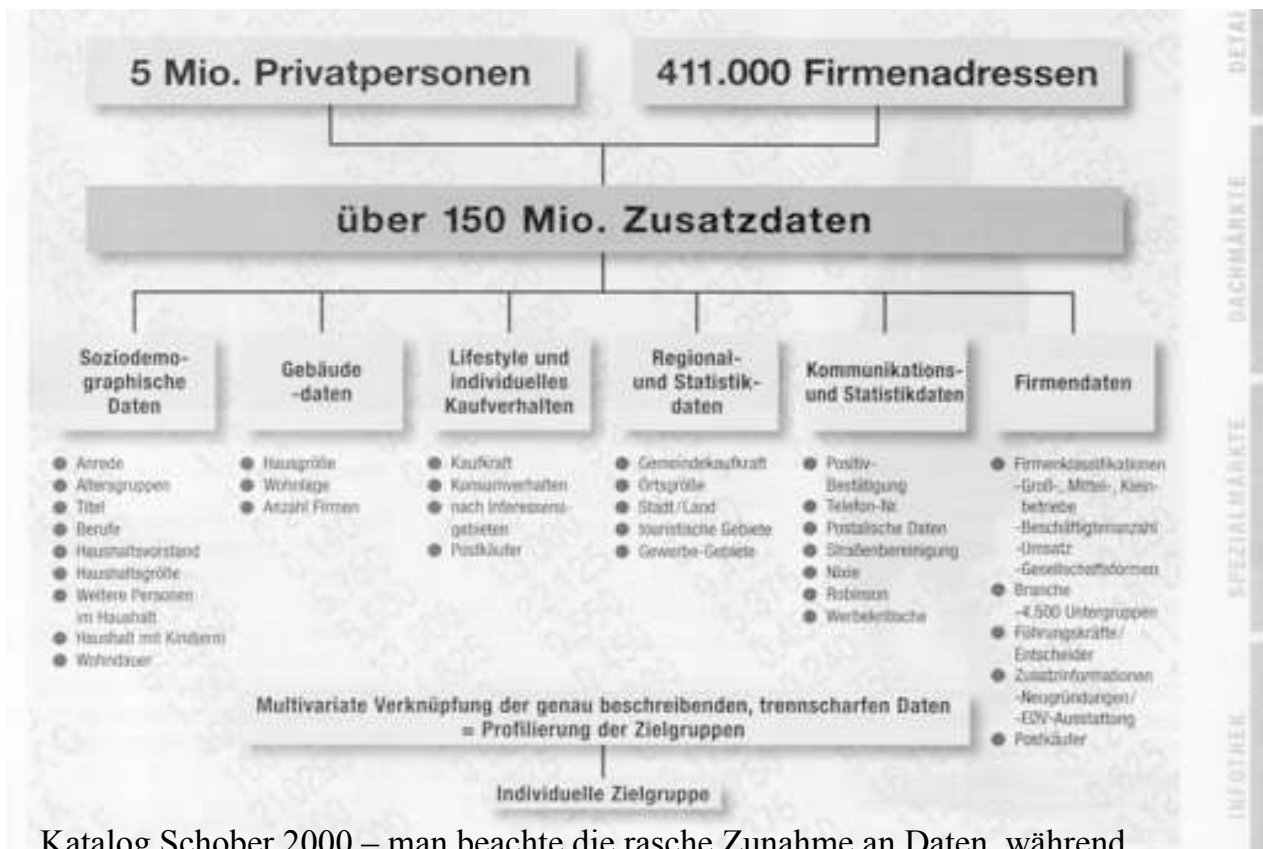 5 Mio. Privatpersonen
411.000 Firmenadressen
über 150 Mio. Zusatzdaten
Soziodemo-
graphische
Daten
Anrede
Altersgruppen
Titel
Berufe
Haushaltsvorstand
Haushaltsgröße
Weitere Personen
im Haushalt
Haushalt mit Kind(ern)
Wohndauer
Gebäude
-daten
Hausgröße
Wohnlage
Anzahl Firmen
Lifestyle und
individuelles
Kaufverhalten
Kaufkraft
Konsumverhalten
nach Interessens-
gebieten
Postkäufer
Regional-
und Statistik-
daten
Gemeindekaufkraft
Ortsgröße
Stadt/Land
touristische Gebiete
Gewerbe-Gebiete
Kommunikations-
und Statistikdaten
Positiv-
Bestätigung
Telefon-Nr.
Postalische Daten
Straßenbereinigung
Nixie
Robinson
Werbekritische
Firmendaten
Firmenklassifikationen
-Groß-, Mittel-, Klein-
betriebe
-Beschäftigtenanzahl
-Umsatz
-Gesellschaftsformen
Branche
-4.500 Untergruppen
Führungskräfte/
Entscheider
Zusatzinformationen
-Neugründungen/
-EDV-Ausstattung
Postkäufer
Multivariate Verknüpfung der genau beschreibenden, trennscharfen Daten
= Profilierung der Zielgruppen
Individuelle Zielgruppe
DETAI
DACHMÄRKTE
SPEZIALMÄRKTE
INFOTHEK
Katalog Schober 2000 – man beachte die rasche Zunahme an Daten, während